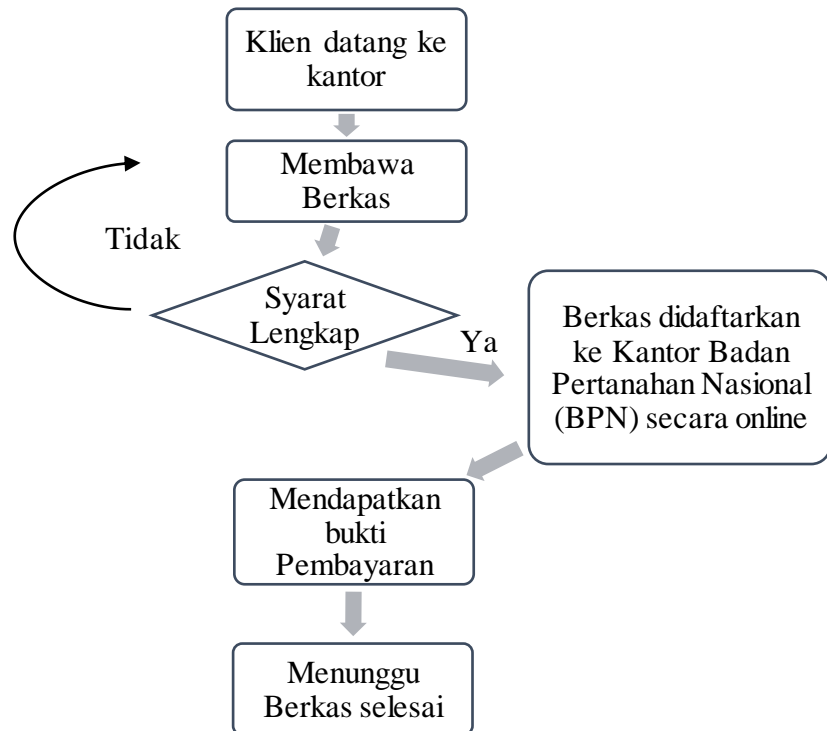 Klien datang ke
kantor
Membawa
Berkas
Tidak
Syarat
Lengkap
Ya
Berkas didaftarkan
ke Kantor Badan
Pertanahan Nasional
(BPN) secara online
Mendapatkan
bukti
Pembayaran
Menunggu
Berkas selesai